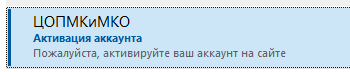 ЦОПМКиМКО
Активация аккаунта
Пожалуйста, активируйте ваш аккаунт на сайте